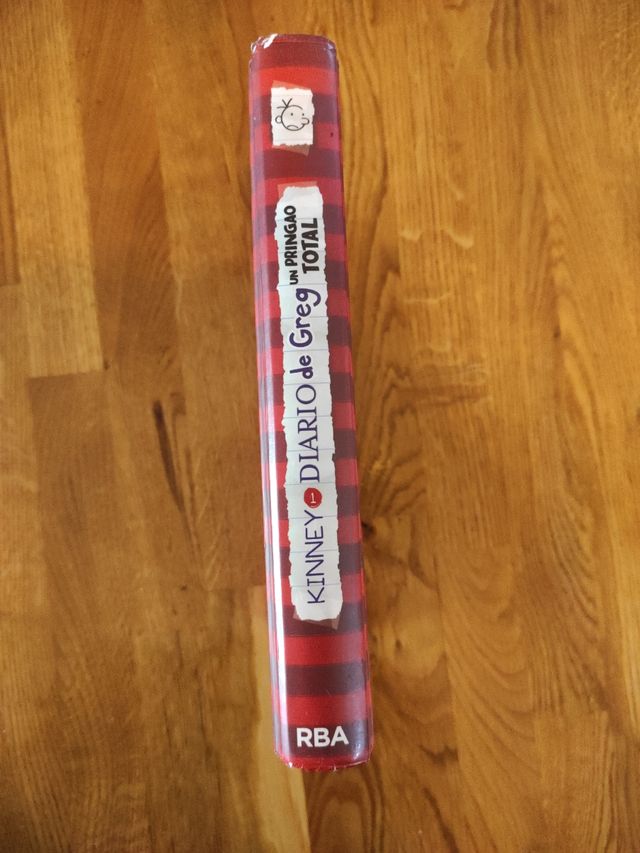 KINNEY 1 DIARIO de Greg
UN PRINGAO
TOTAL
RBA